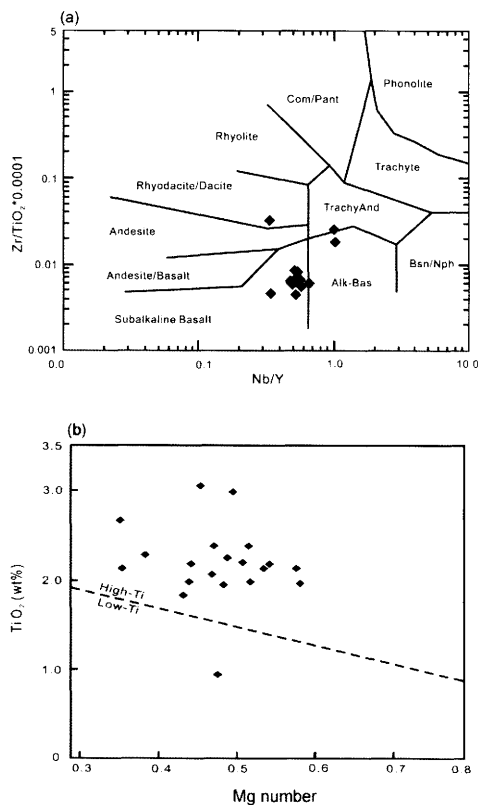 (a)
5
Phonolite
1
Com/Pant
Rhyolite
Trachyte
0.1
Rhyodacite/Dacite
TrachyAnd
Andesite
0.01
Bsn/Nph
Andesite/Basalt
Alk-Bas
Subalkaline Basalt
0.001
Zr/TiO2*0.0001
0.0 0.1 1.0 10.0
Nb/Y
(b)
3.5
3.0
2.0
High-Ti
Low-Ti
1.0
0
TiO2 (wt%)
0.3 0.4 0.5 0.6 0.7 0.8
Mg number